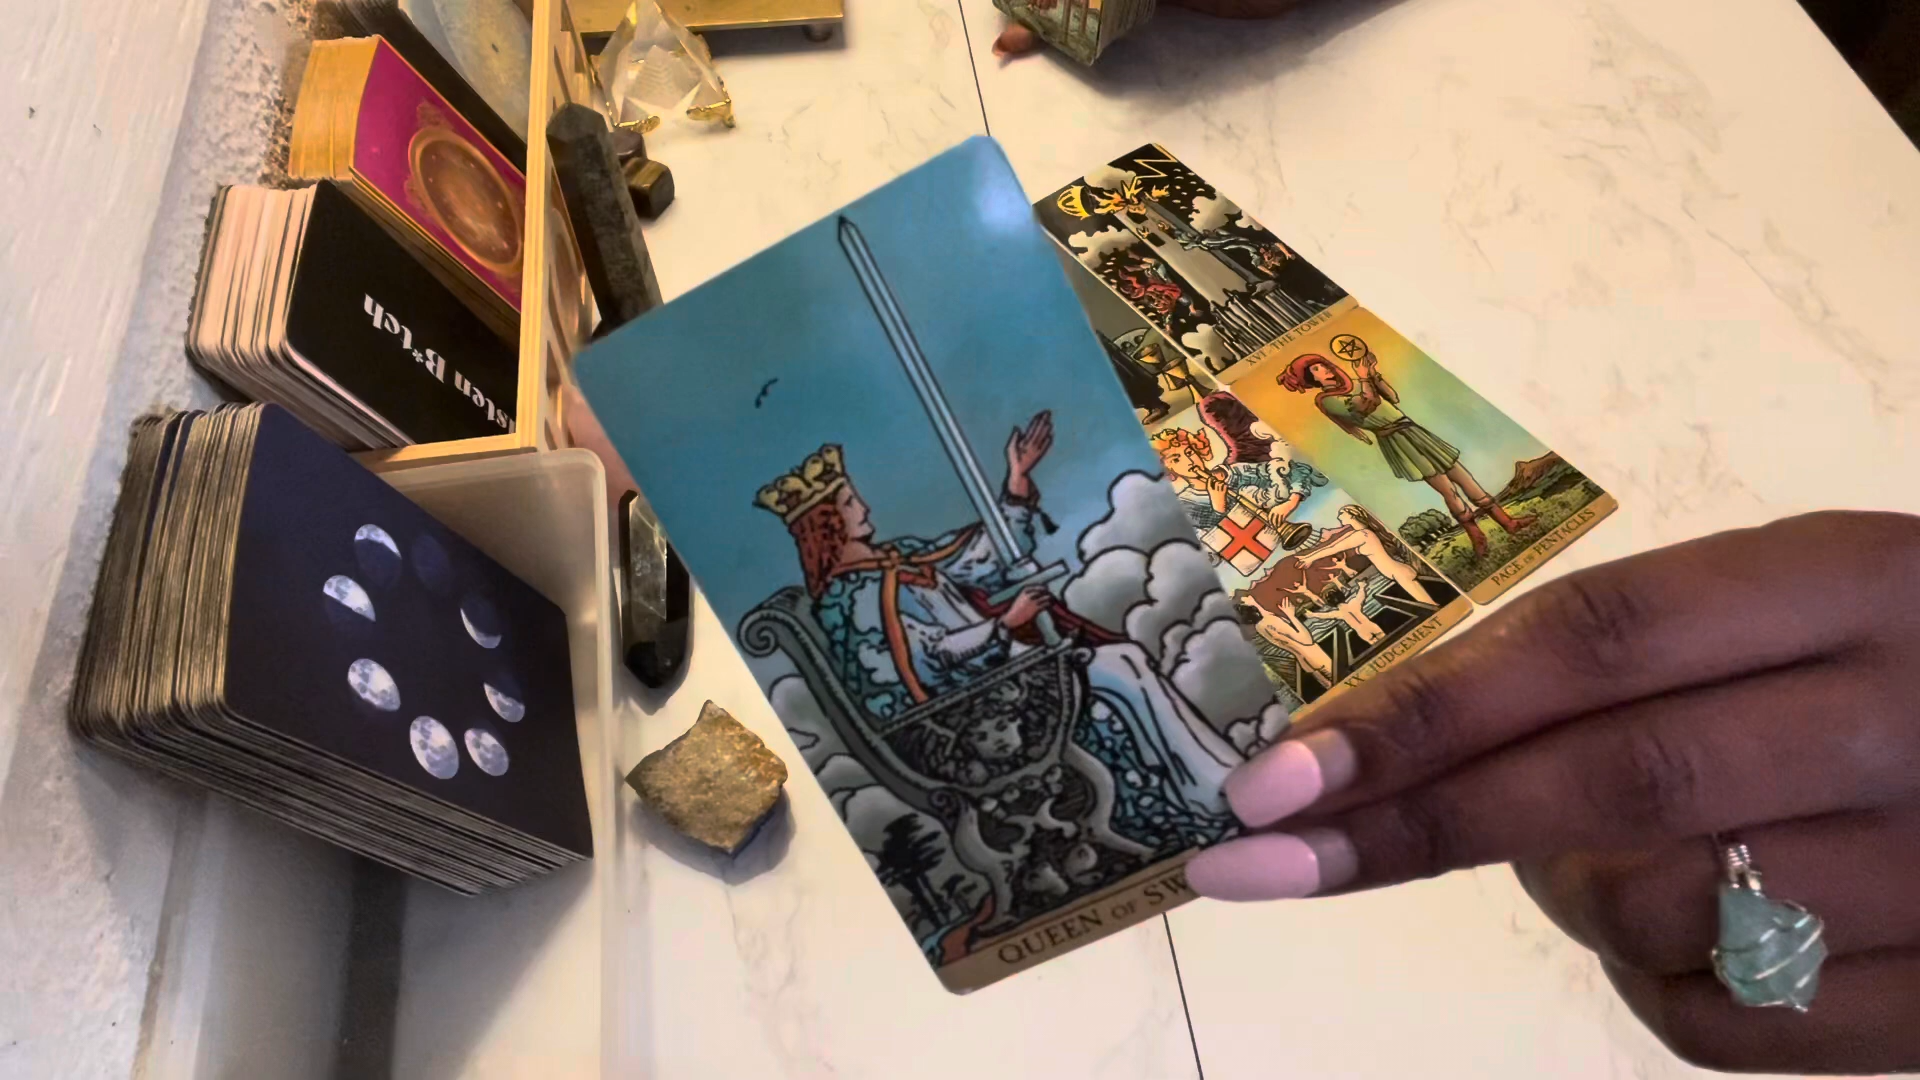 XVI · THE TOWER
PAGE OF PENTACLES
XX · JUDGEMENT
QUEEN OF SW
isten B*tch